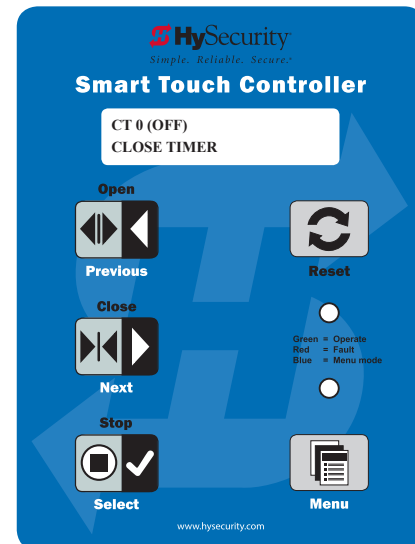 HySecurity
Simple. Reliable. Secure.
Smart Touch Controller
CT 0 (OFF)
CLOSE TIMER
Open
Previous
Reset
Close
Next
Green = Operate
Red = Fault
Blue = Menu mode
Stop
Select
Menu
www.hysecurity.com